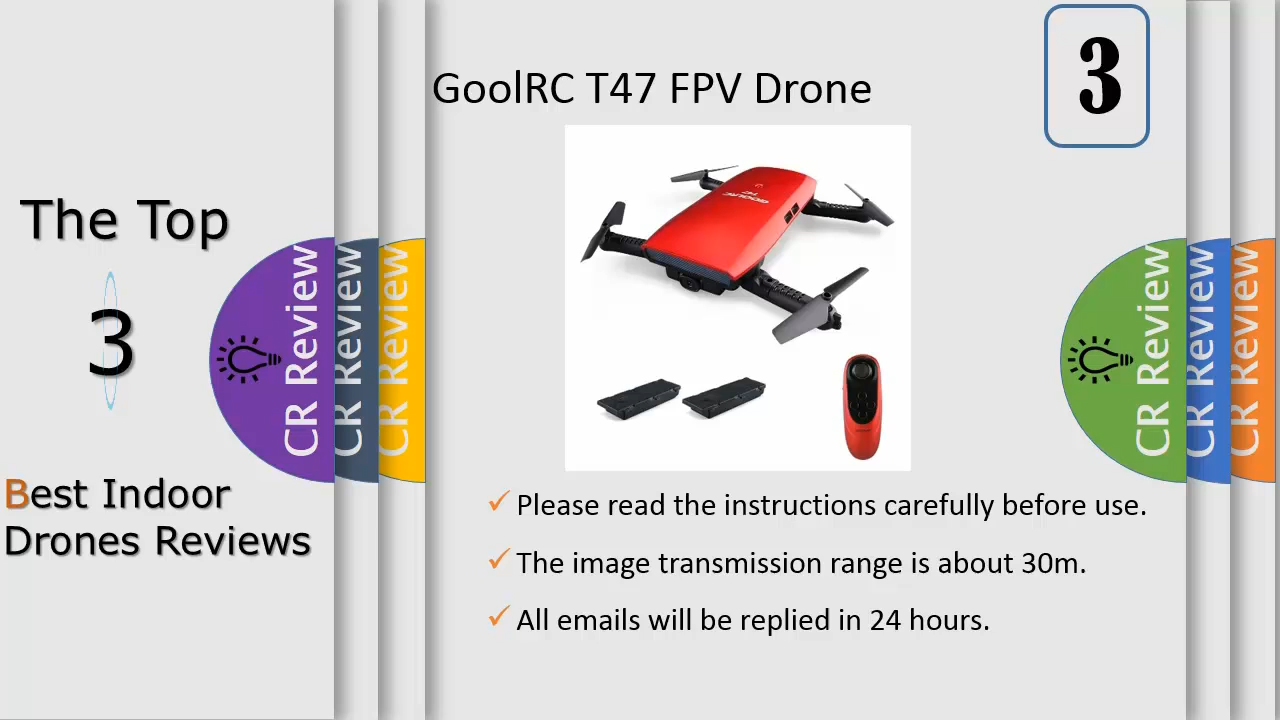 GoolRC T47 FPV Drone
3
The Top
3
Best Indoor
Drones Reviews
CR Review
CR Review
CR Review
GOOLRC
T47
Please read the instructions carefully before use.
The image transmission range is about 30m.
All emails will be replied in 24 hours.
CR Review
CR Review
CR Review